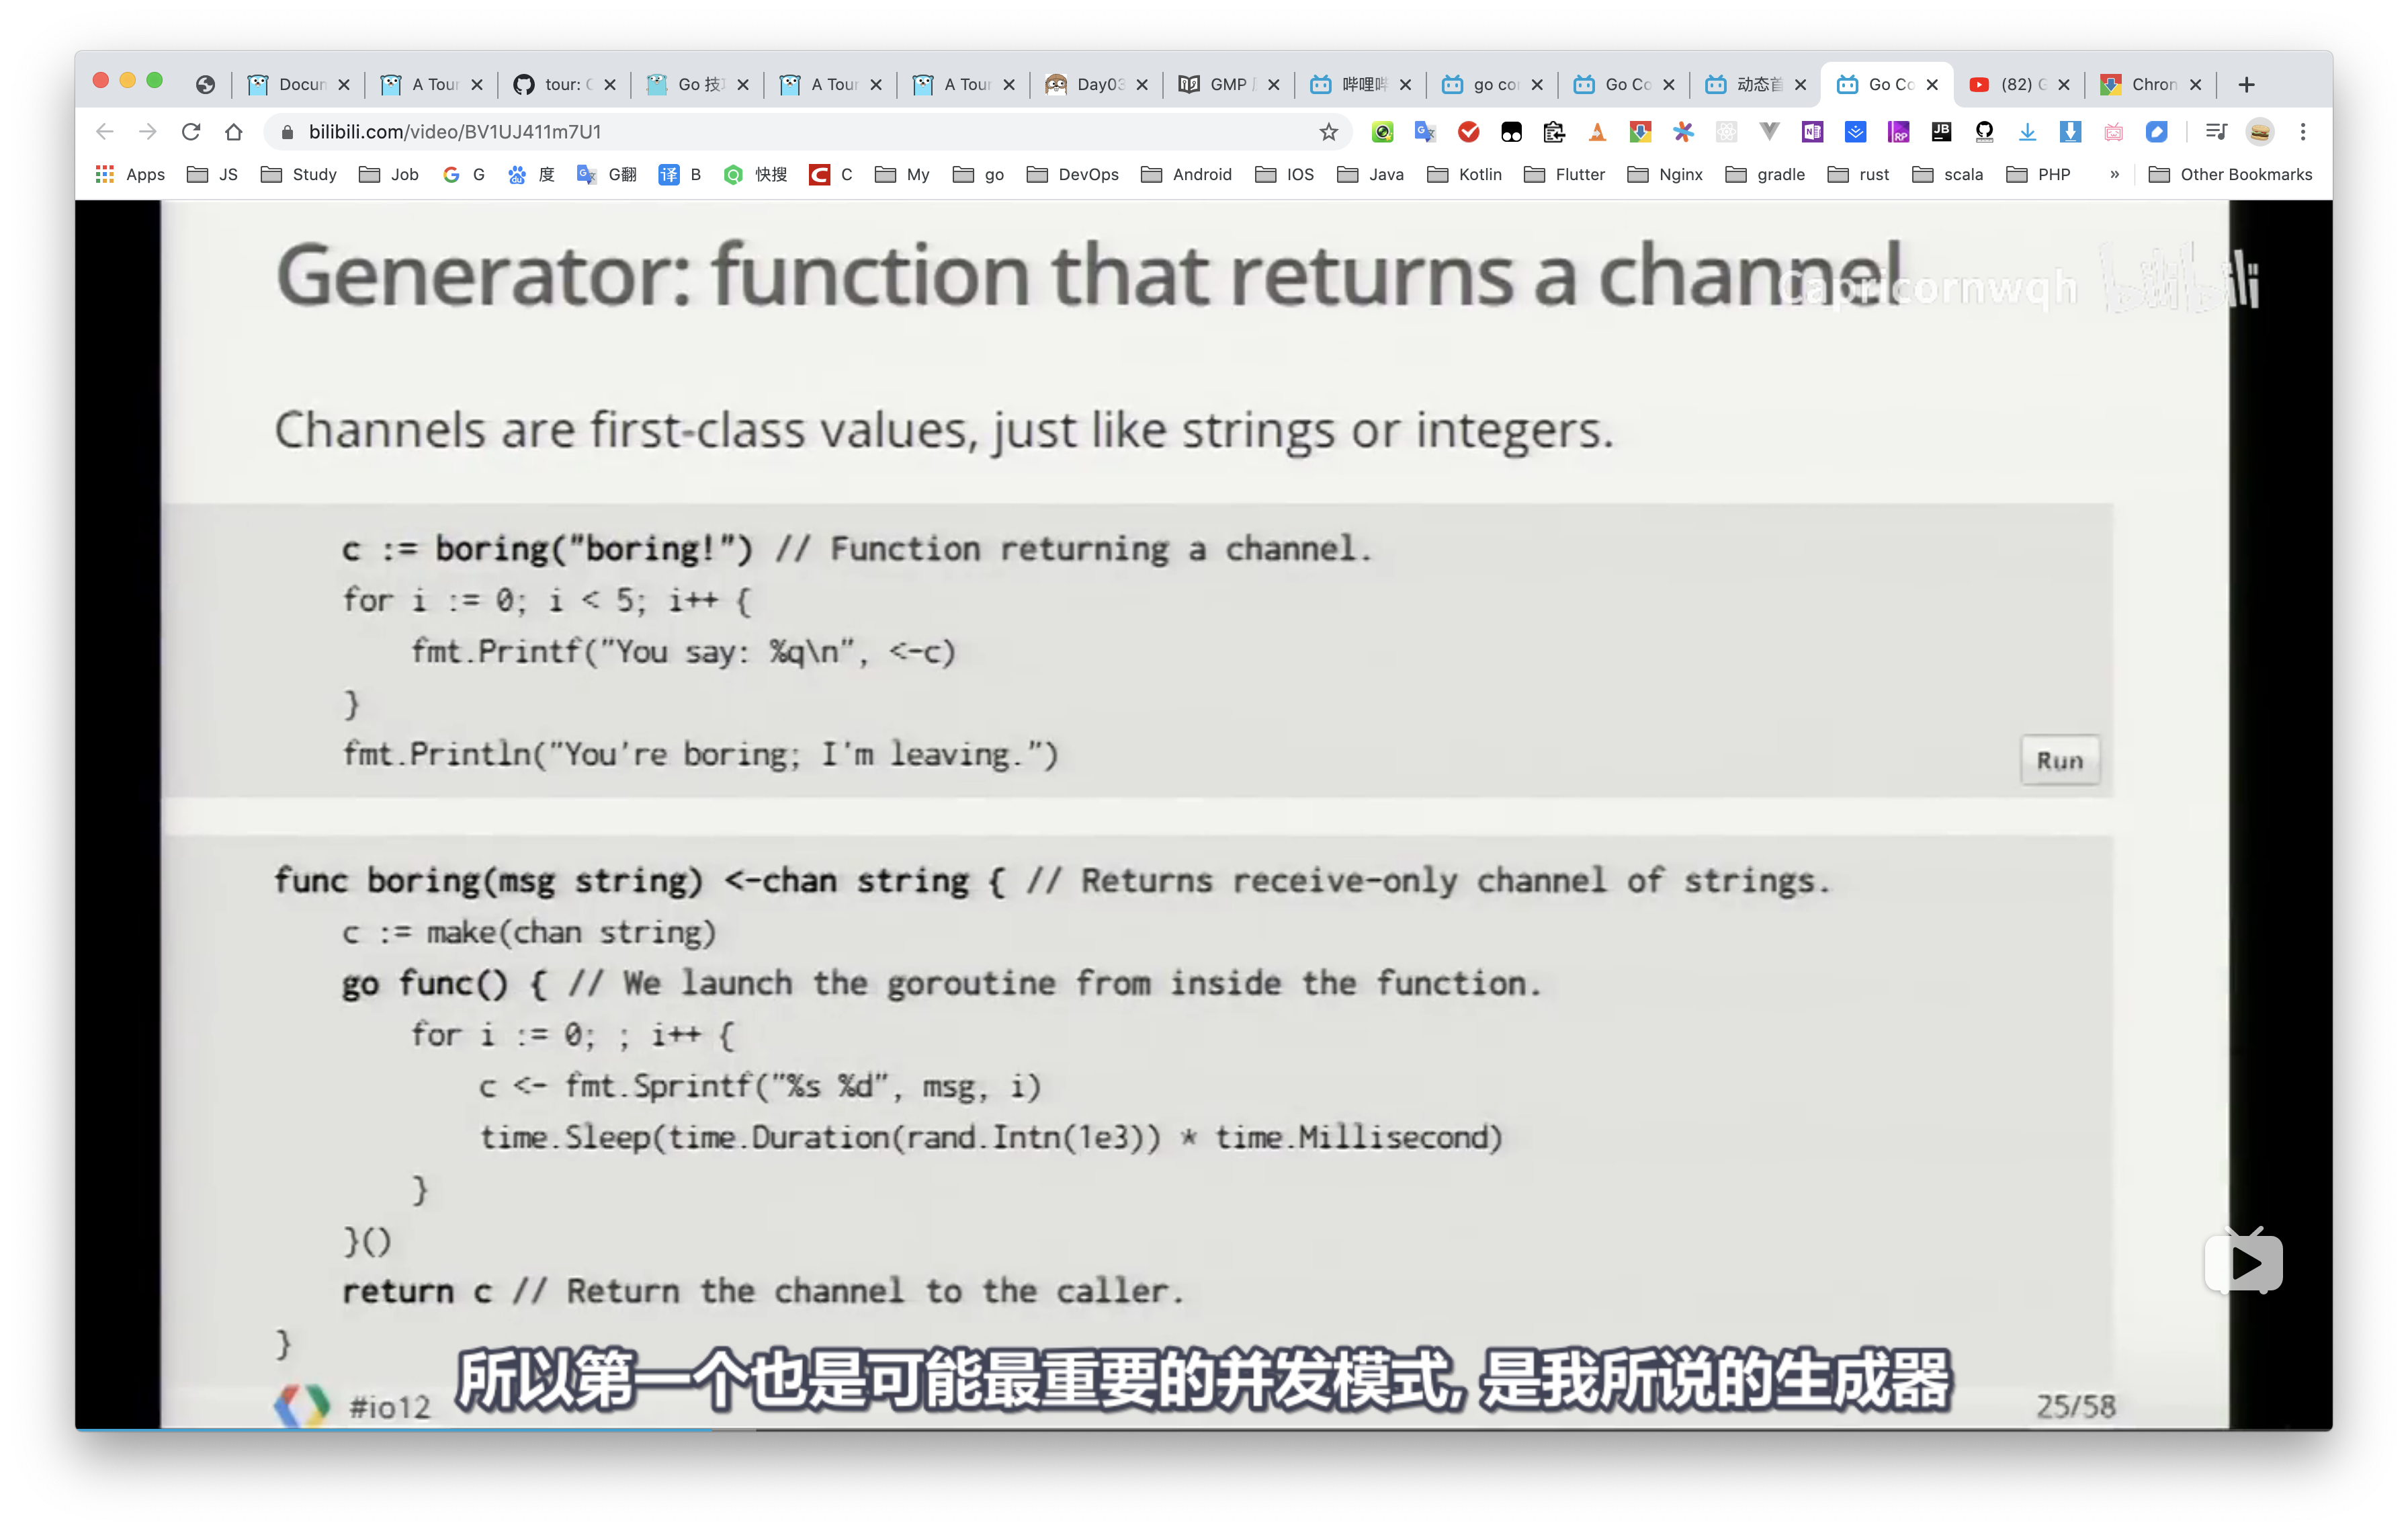 Docun
A Tour
tour: C
Go 技
A Tour
A Tour
Day03
GMP
哔哩哔
go co
Go Co
动态首
Go Co
(82) G
Chron
bilibili.com/video/BV1UJ411m7U1
Apps
JS
Study
Job
G
度
G翻
B
快搜
C
My
go
DevOps
Android
IOS
Java
Kotlin
Flutter
Nginx
gradle
rust
scala
PHP
»
Other Bookmarks
Generator: function that returns a channel
Capricornwqh bilibili
Channels are first-class values, just like strings or integers.
c := boring("boring!") // Function returning a channel.
for i := 0; i < 5; i++ {
fmt.Printf("You say: %q\n", <-c)
}
fmt.Println("You're boring; I'm leaving.")
Run
func boring(msg string) <-chan string { // Returns receive-only channel of strings.
c := make(chan string)
go func() { // We launch the goroutine from inside the function.
for i := 0; ; i++ {
c <- fmt.Sprintf("%s %d", msg, i)
time.Sleep(time.Duration(rand.Intn(1e3)) * time.Millisecond)
}
}()
return c // Return the channel to the caller.
}
所以第一个也是可能最重要的并发模式, 是我所说的生成器
#io12
25/58